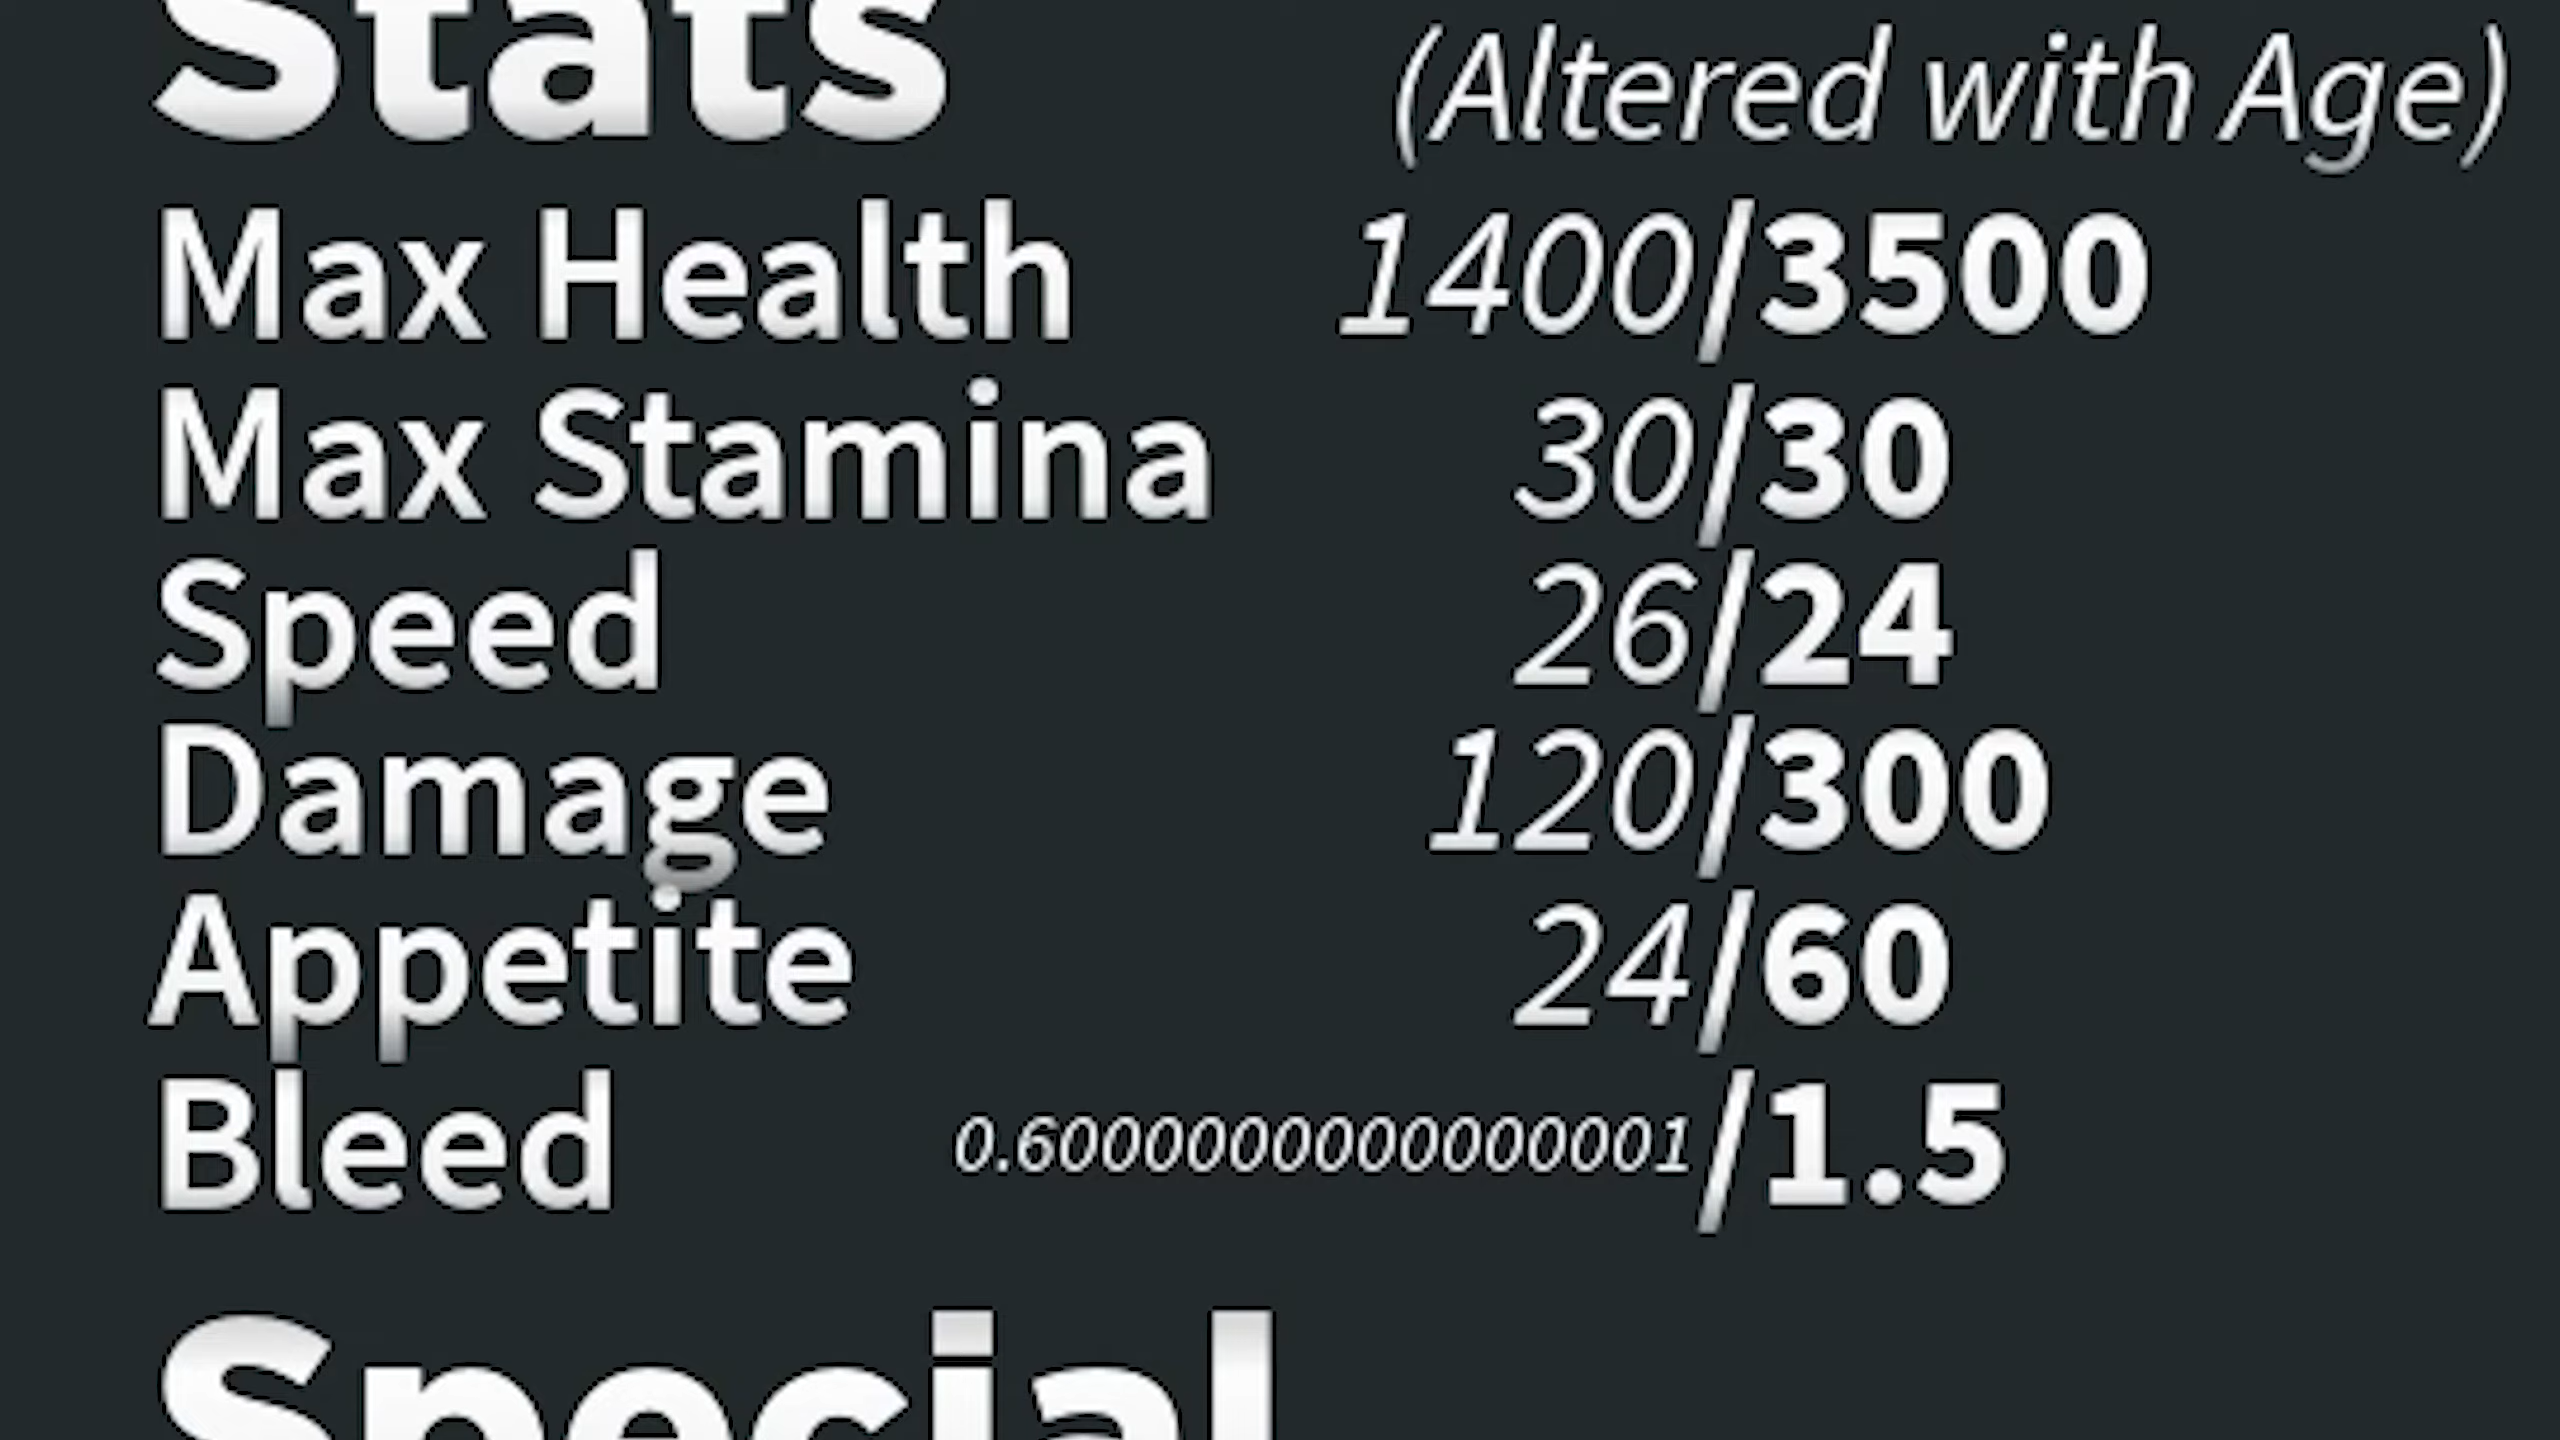 Stats (Altered with Age)
Max Health 1400/3500
Max Stamina 30/30
Speed 26/24
Damage 120/300
Appetite 24/60
Bleed 0.6000000000000001/1.5
Special